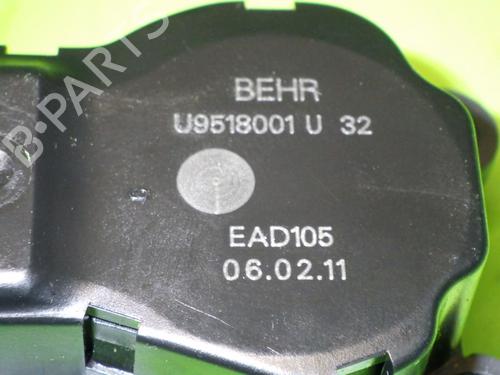 BEHR
U9518001 U 32
EAD105
06.02.11
B-PARTS